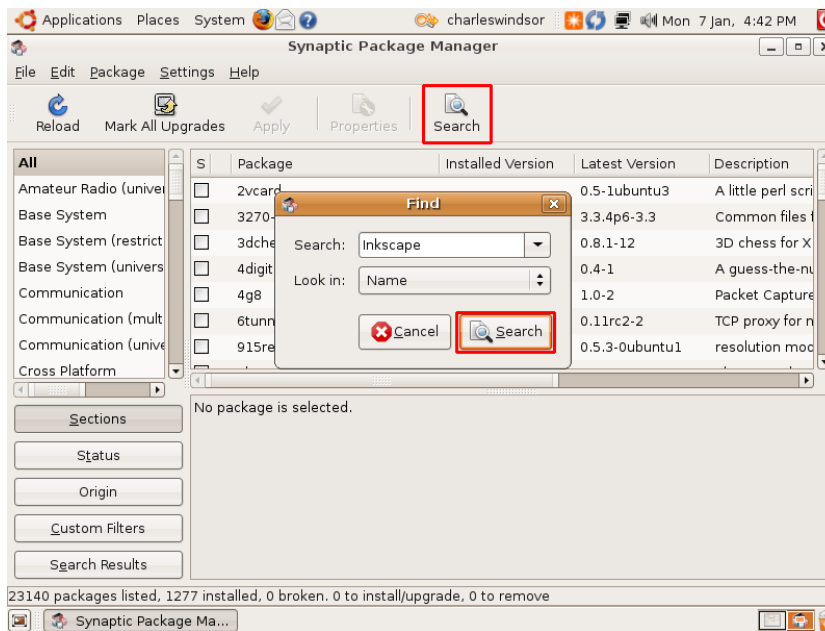 Applications Places System charleswindsor Mon 7 Jan, 4:42 PM
Synaptic Package Manager
File Edit Package Settings Help
Reload Mark All Upgrades Apply Properties Search
All
S Package Installed Version Latest Version Description
Amateur Radio (univer 2vcard 0.5-1ubuntu3 A little perl scri
Base System 3270- 3.3.4p6-3.3 Common files f
Base System (restrict 3dche 0.8.1-12 3D chess for X
Base System (univers 4digit 0.4-1 A guess-the-nu
Communication 4g8 1.0-2 Packet Capture
Communication (mult 6tunn 0.11rc2-2 TCP proxy for n
Communication (unive 915re 0.5.3-0ubuntu1 resolution mod
Cross Platform
Find
Search: Inkscape
Look in: Name
Cancel Search
No package is selected.
Sections
Status
Origin
Custom Filters
Search Results
23140 packages listed, 1277 installed, 0 broken. 0 to install/upgrade, 0 to remove
Synaptic Package Ma...